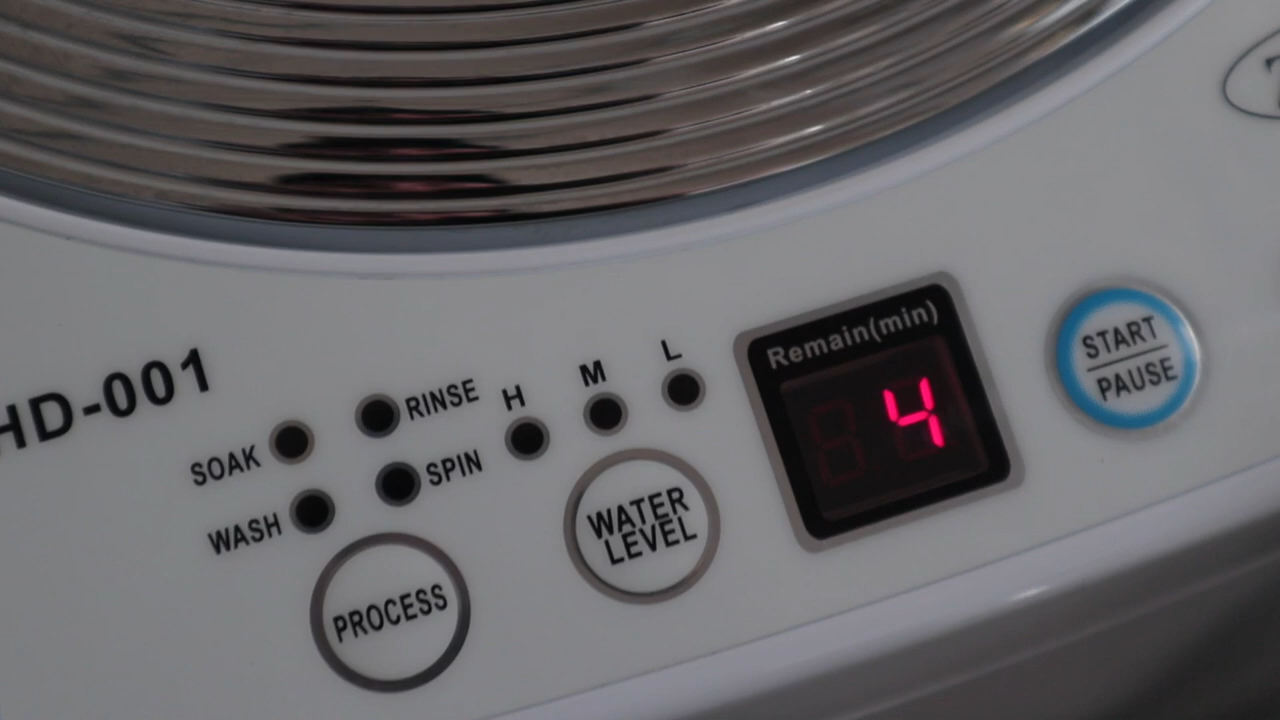 HD-001
SOAK
RINSE
WASH
SPIN
PROCESS
H
M
L
WATER
LEVEL
Remain(min)
4
START
PAUSE